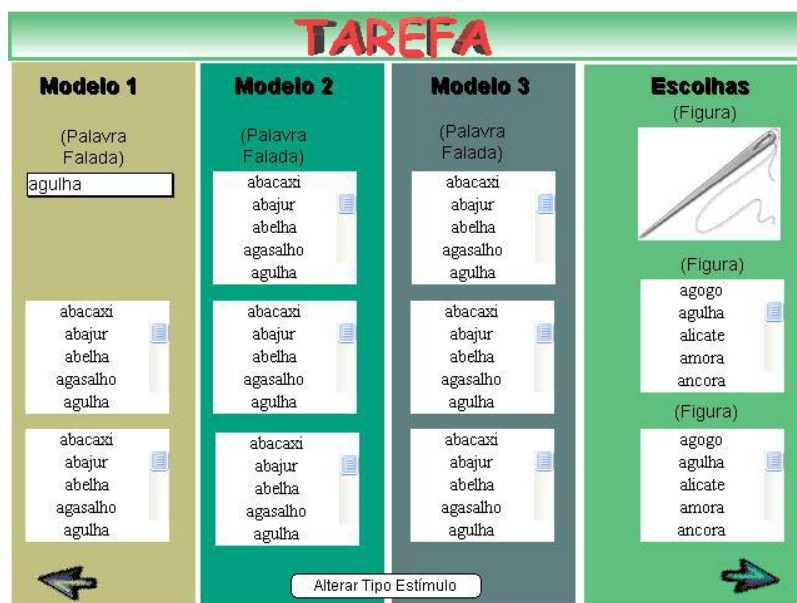 TAREFA
Modelo 1
(Palavra
Falada)
agulha
abacaxi
abajur
abelha
agasalho
agulha
abacaxi
abajur
abelha
agasalho
agulha
Modelo 2
(Palavra
Falada)
abacaxi
abajur
abelha
agasalho
agulha
abacaxi
abajur
abelha
agasalho
agulha
abacaxi
abajur
abelha
agasalho
agulha
Modelo 3
(Palavra
Falada)
abacaxi
abajur
abelha
agasalho
agulha
abacaxi
abajur
abelha
agasalho
agulha
abacaxi
abajur
abelha
agasalho
agulha
Escolhas
(Figura)
(Figura)
agogo
agulha
alicate
amora
ancora
(Figura)
agogo
agulha
alicate
amora
ancora
Alterar Tipo Estímulo